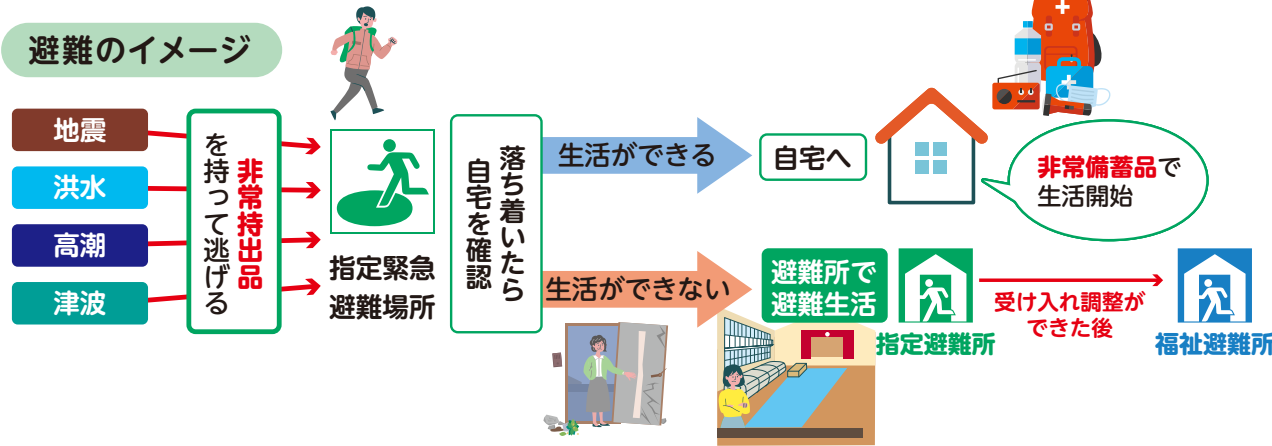 避難のイメージ
地震
洪水
高潮
津波
非常持出品
を持って逃げる
指定緊急
避難場所
落ち着いたら
自宅を確認
生活ができる
自宅へ
非常備蓄品で
生活開始
生活ができない
避難所で
避難生活
指定避難所
受け入れ調整が
できた後
福祉避難所